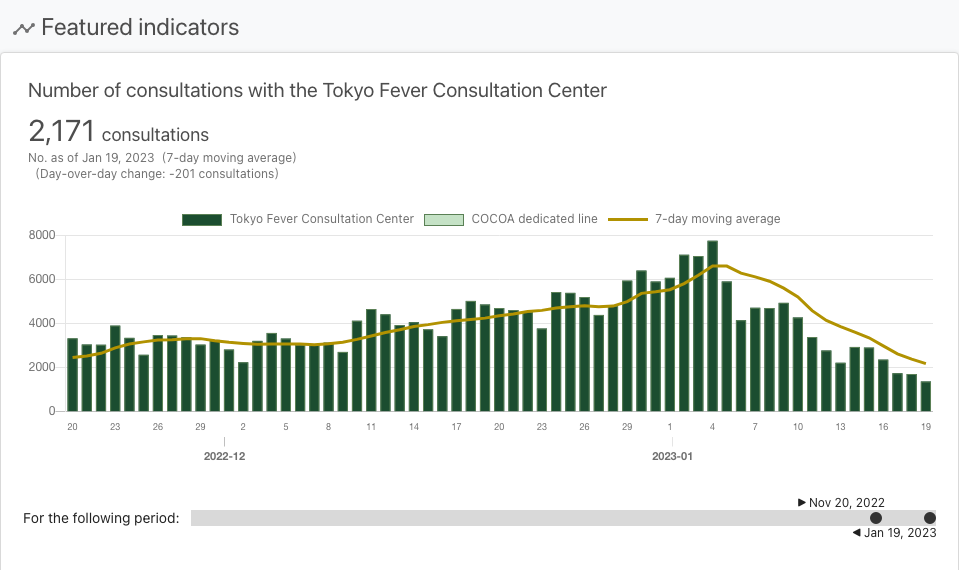 Featured indicators
Number of consultations with the Tokyo Fever Consultation Center
2,171 consultations
No. as of Jan 19, 2023 (7-day moving average)
(Day-over-day change: -201 consultations)
Tokyo Fever Consultation Center COCOA dedicated line 7-day moving average
8000
6000
4000
2000
0
20 23 26 29 2 5 8 11 14 17 20 23 26 29 1 4 7 10 13 16 19
2022-12 2023-01
▶ Nov 20, 2022
For the following period:
◀ Jan 19, 2023